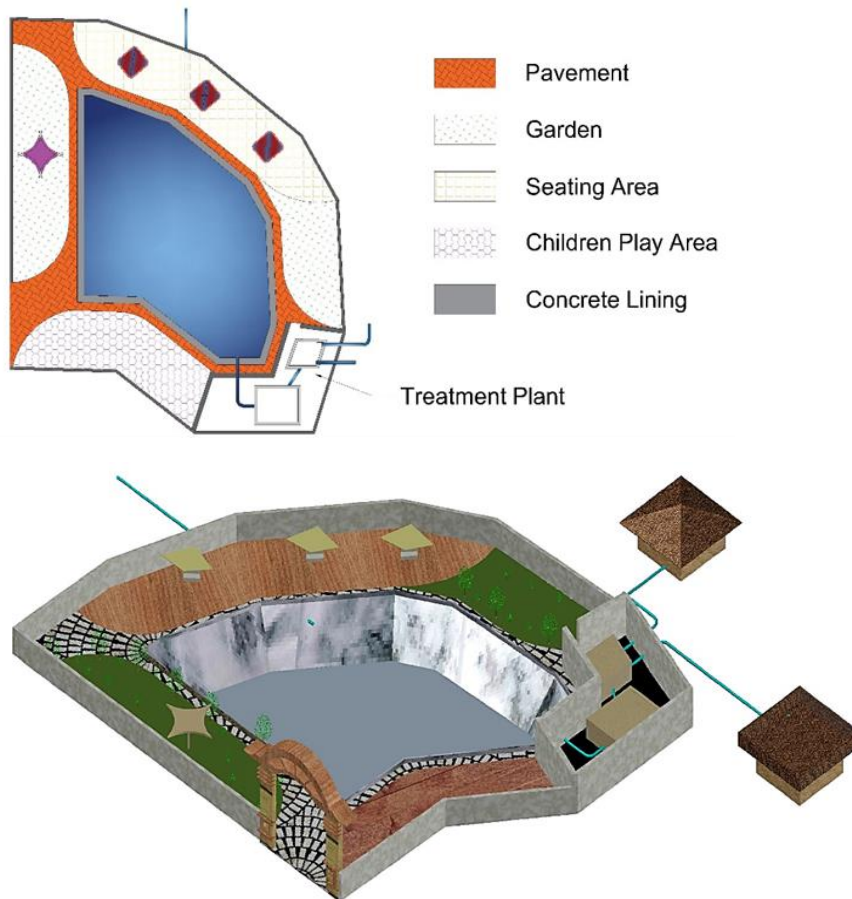 Pavement
Garden
Seating Area
Children Play Area
Concrete Lining
Treatment Plant